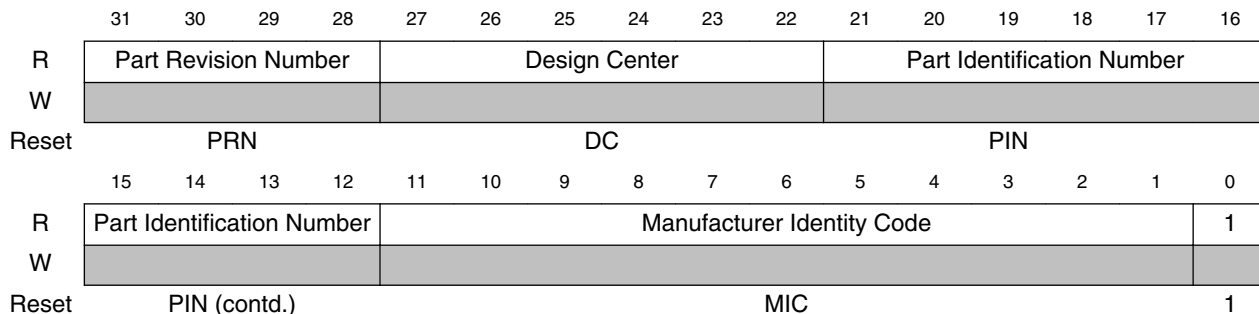 31 30 29 28 27 26 25 24 23 22 21 20 19 18 17 16
R Part Revision Number Design Center Part Identification Number
W
Reset PRN DC PIN
15 14 13 12 11 10 9 8 7 6 5 4 3 2 1 0
R Part Identification Number Manufacturer Identity Code 1
W
Reset PIN (contd.) MIC 1